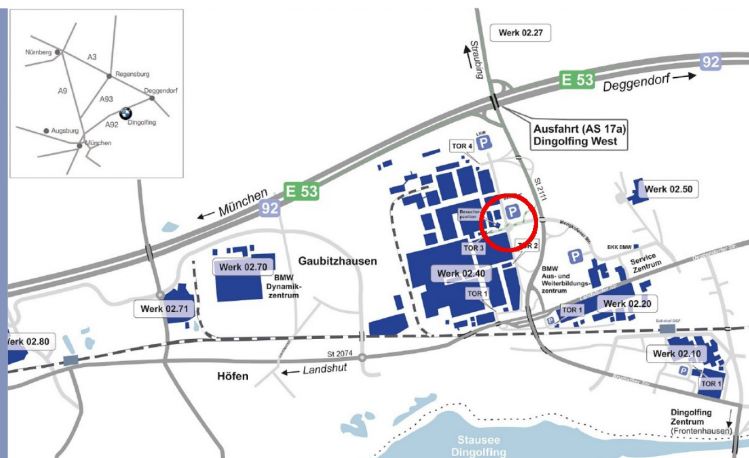 Nürnberg
A3
Regensburg
A9
A93
Deggendorf
A92
Dingolfing
Augsburg
München
Werk 02.27
Straubing
92
E 53
Deggendorf
Ausfahrt (AS 17a)
Dingolfing West
LKW
P
TOR 4
St 2111
München
E 53
92
P
Werk 02.50
Gaubitzhausen
TOR 3
TOR 2
BKK BMW
Service
Zentrum
Werk 02.70
BMW
Dynamik-
zentrum
Werk 02.40
BMW
Aus- und
Weiterbildungs-
zentrum
P
Werk 02.71
TOR 1
TOR 1
Werk 02.20
P
Werk 02.80
St 2074
Landshut
Höfen
Werk 02.10
P
TOR 1
Dingolfing
Zentrum
(Frontenhausen)
Stausee
Dingolfing